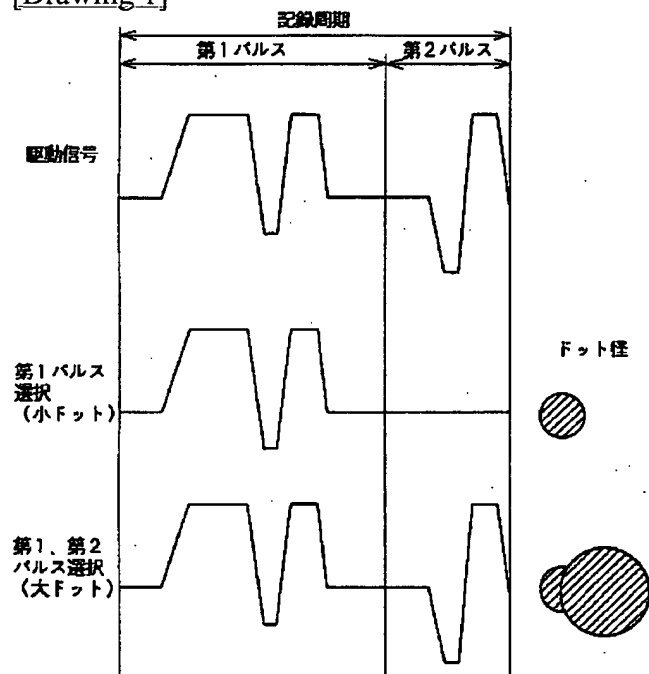 [Drawing 1]
記録周期
第1パルス
第2パルス
駆動信号
ドット径
第1パルス
選択
(小ドット)
第1、第2
パルス選択
(大ドット)